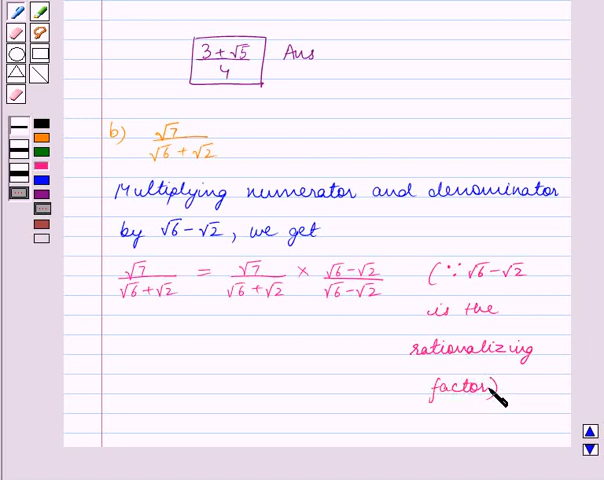 3 + √5 / 4 Ans
b) √7 / √6 + √2
Multiplying numerator and denominator
by √6 − √2, we get
√7 / √6 + √2 = √7 / √6 + √2 × √6 − √2 / √6 − √2 (∵ √6 − √2
is the
rationalizing
factor)